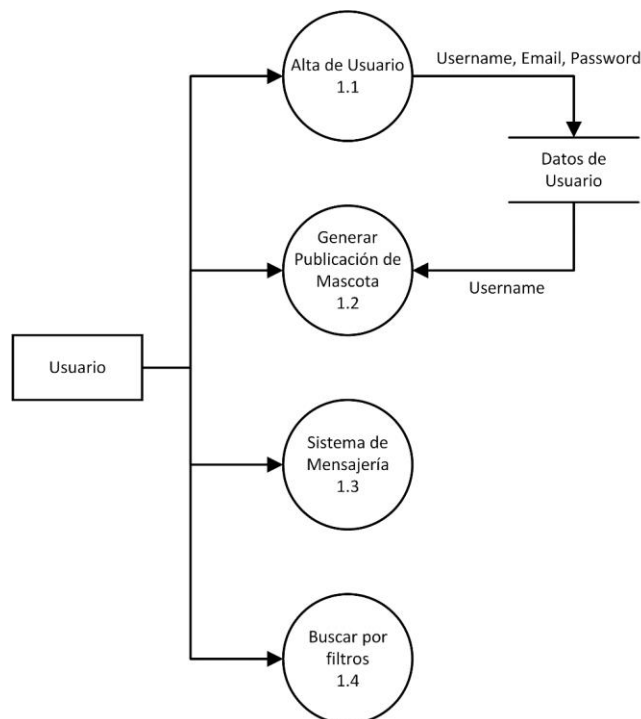 Alta de Usuario
1.1
Username, Email, Password
Datos de
Usuario
Generar
Publicación de
Mascota
1.2
Username
Usuario
Sistema de
Mensajería
1.3
Buscar por
filtros
1.4